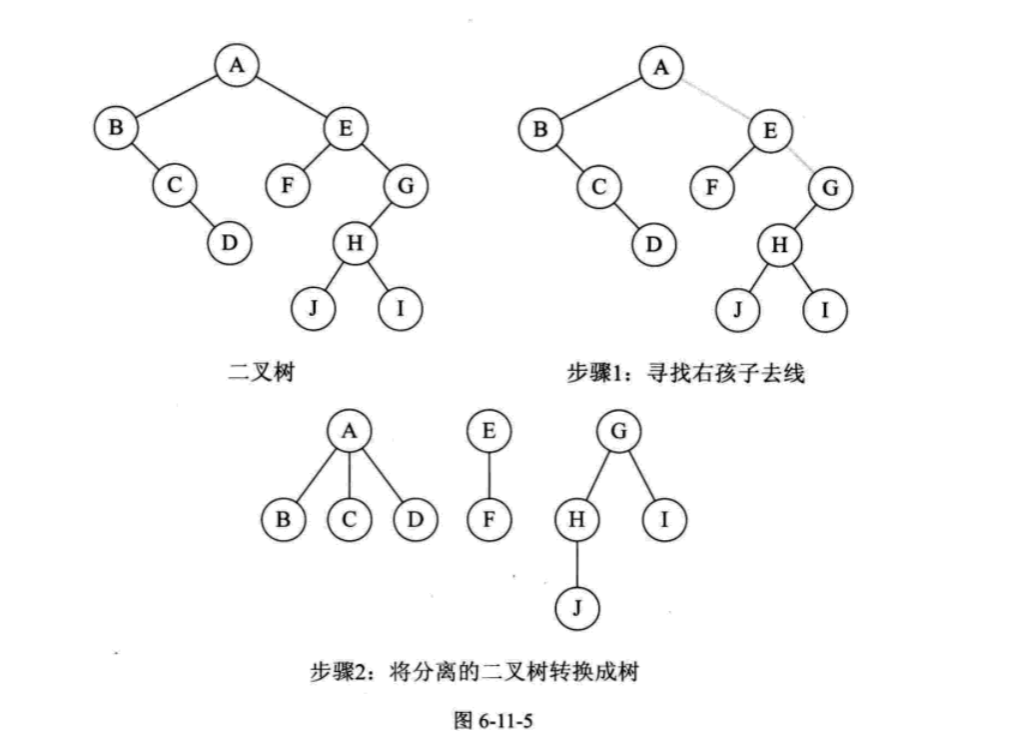 A A
B E B E
C F G C F G
D H D H
J I J I
二叉树 步骤1：寻找右孩子去线
A E G
B C D F H I
J
步骤2：将分离的二叉树转换成树
图 6-11-5